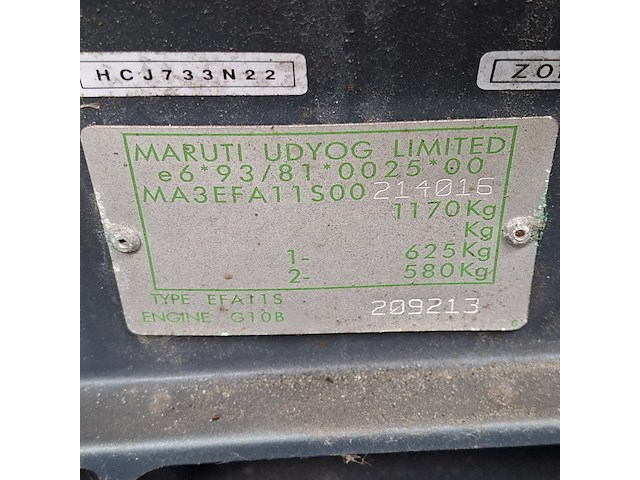 HCJ733N22
ZO
MARUTI UDYOG LIMITED
e6*93/81*0025*00
MA3EFA11S00214016
1170Kg
Kg
1- 625Kg
2- 580Kg
TYPE EFA11S
ENGINE G10B 209213